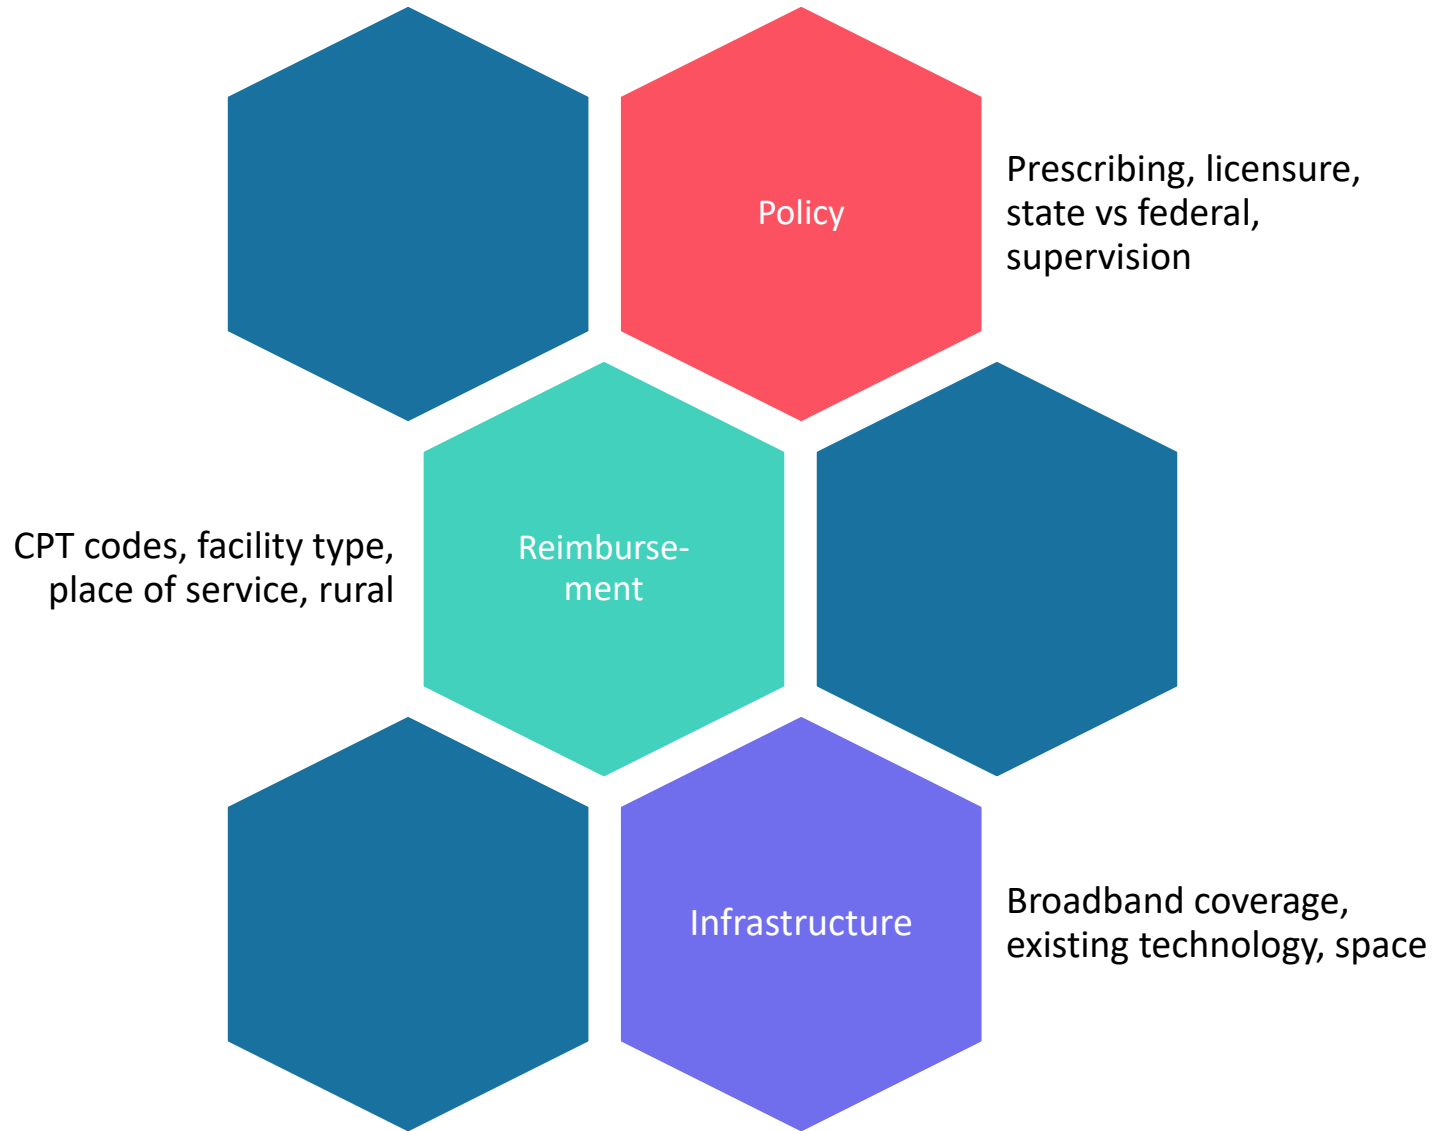 Policy
Prescribing, licensure,
state vs federal,
supervision
CPT codes, facility type,
place of service, rural
Reimburse-
ment
Infrastructure
Broadband coverage,
existing technology, space